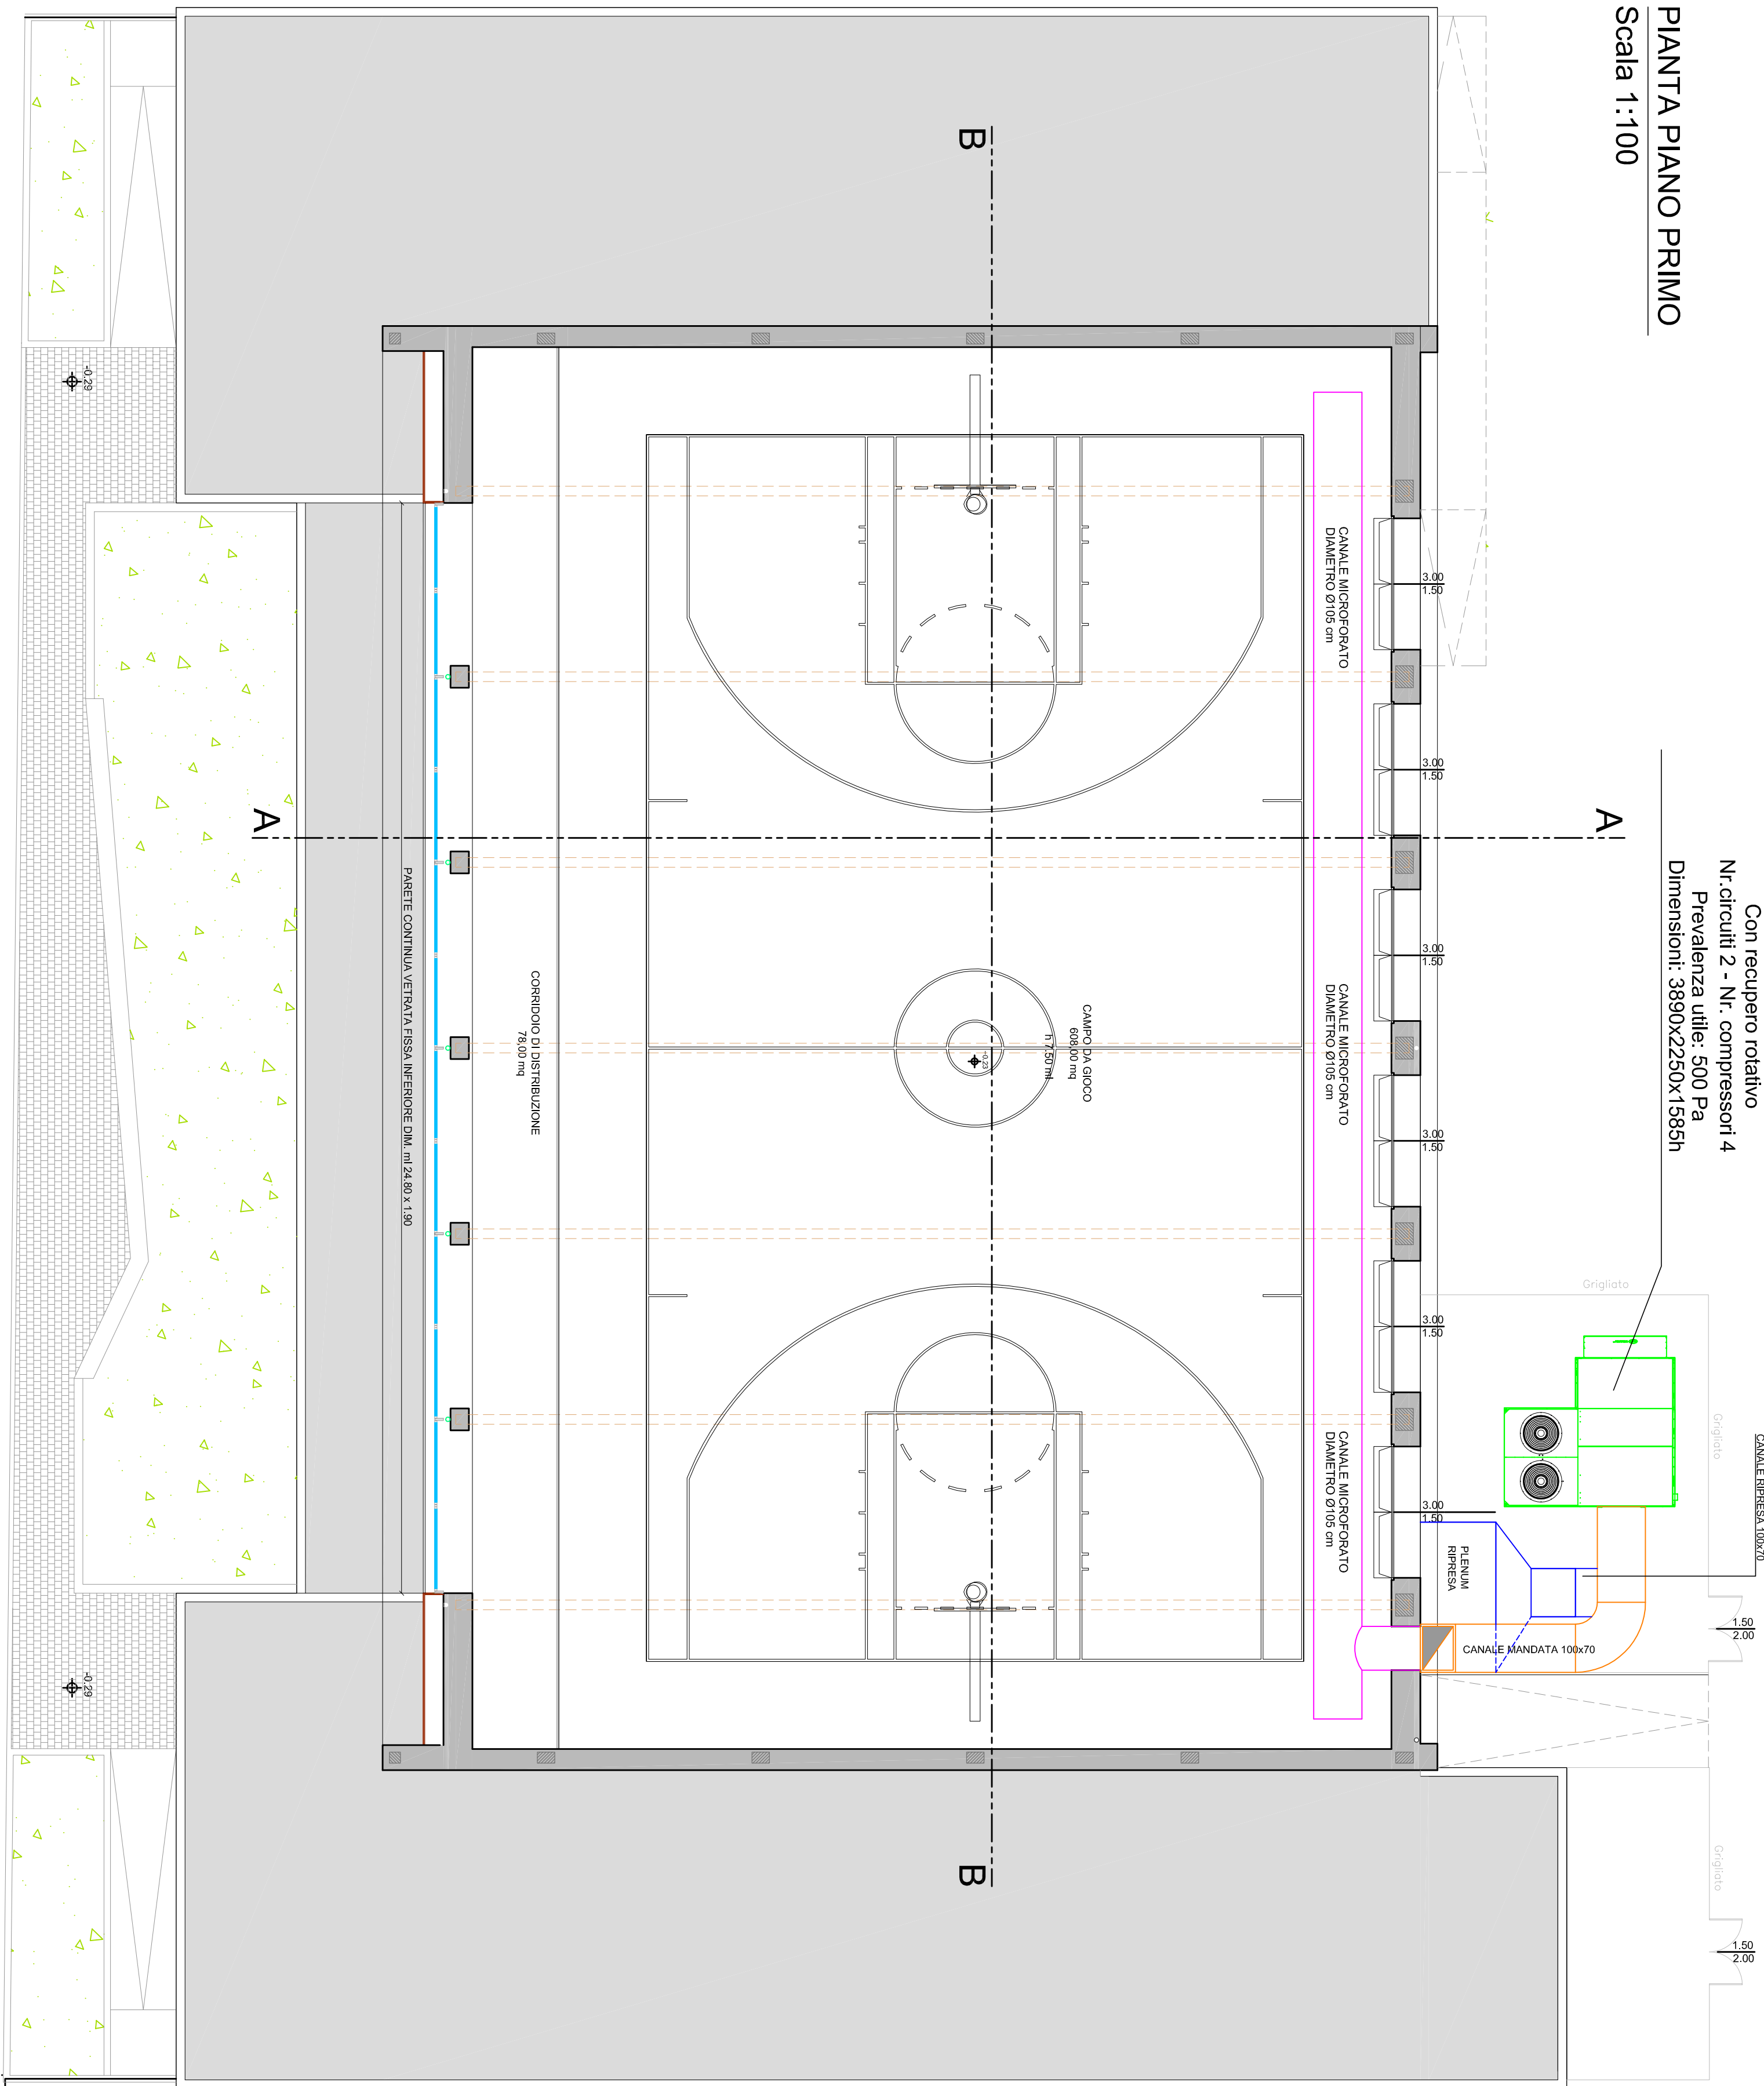 PIANTA PIANO PRIMO
Scala 1:100
Con recupero rotativo
Nr.circuiti 2 - Nr. compressori 4
Prevalenza utile: 500 Pa
Dimensioni: 3890x2250x1585h
CANALE RIPRESA 100x70
Grigliato
Grigliato
Grigliato
1.50
2.00
1.50
2.00
A
A
B
B
3.00
1.50
3.00
1.50
3.00
1.50
3.00
1.50
3.00
1.50
3.00
1.50
PLENUM
RIPRESA
CANALE MANDATA 100x70
CANALE MICROFORATO
DIAMETRO Ø105 cm
CANALE MICROFORATO
DIAMETRO Ø105 cm
CANALE MICROFORATO
DIAMETRO Ø105 cm
CAMPO DA GIOCO
608,00 mq
h 7,50 ml
-0.23
CORRIDOIO DI DISTRIBUZIONE
78,00 mq
PARETE CONTINUA VETRATA FISSA INFERIORE DIM. ml 24.80 x 1.90
-0.29
-0.29